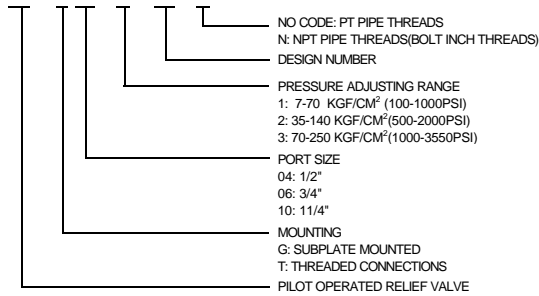 NO CODE: PT PIPE THREADS
N: NPT PIPE THREADS(BOLT INCH THREADS)
DESIGN NUMBER
PRESSURE ADJUSTING RANGE
1: 7-70 KGF/CM² (100-1000PSI)
2: 35-140 KGF/CM²(500-2000PSI)
3: 70-250 KGF/CM²(1000-3550PSI)
PORT SIZE
04: 1/2"
06: 3/4"
10: 11/4"
MOUNTING
G: SUBPLATE MOUNTED
T: THREADED CONNECTIONS
PILOT OPERATED RELIEF VALVE